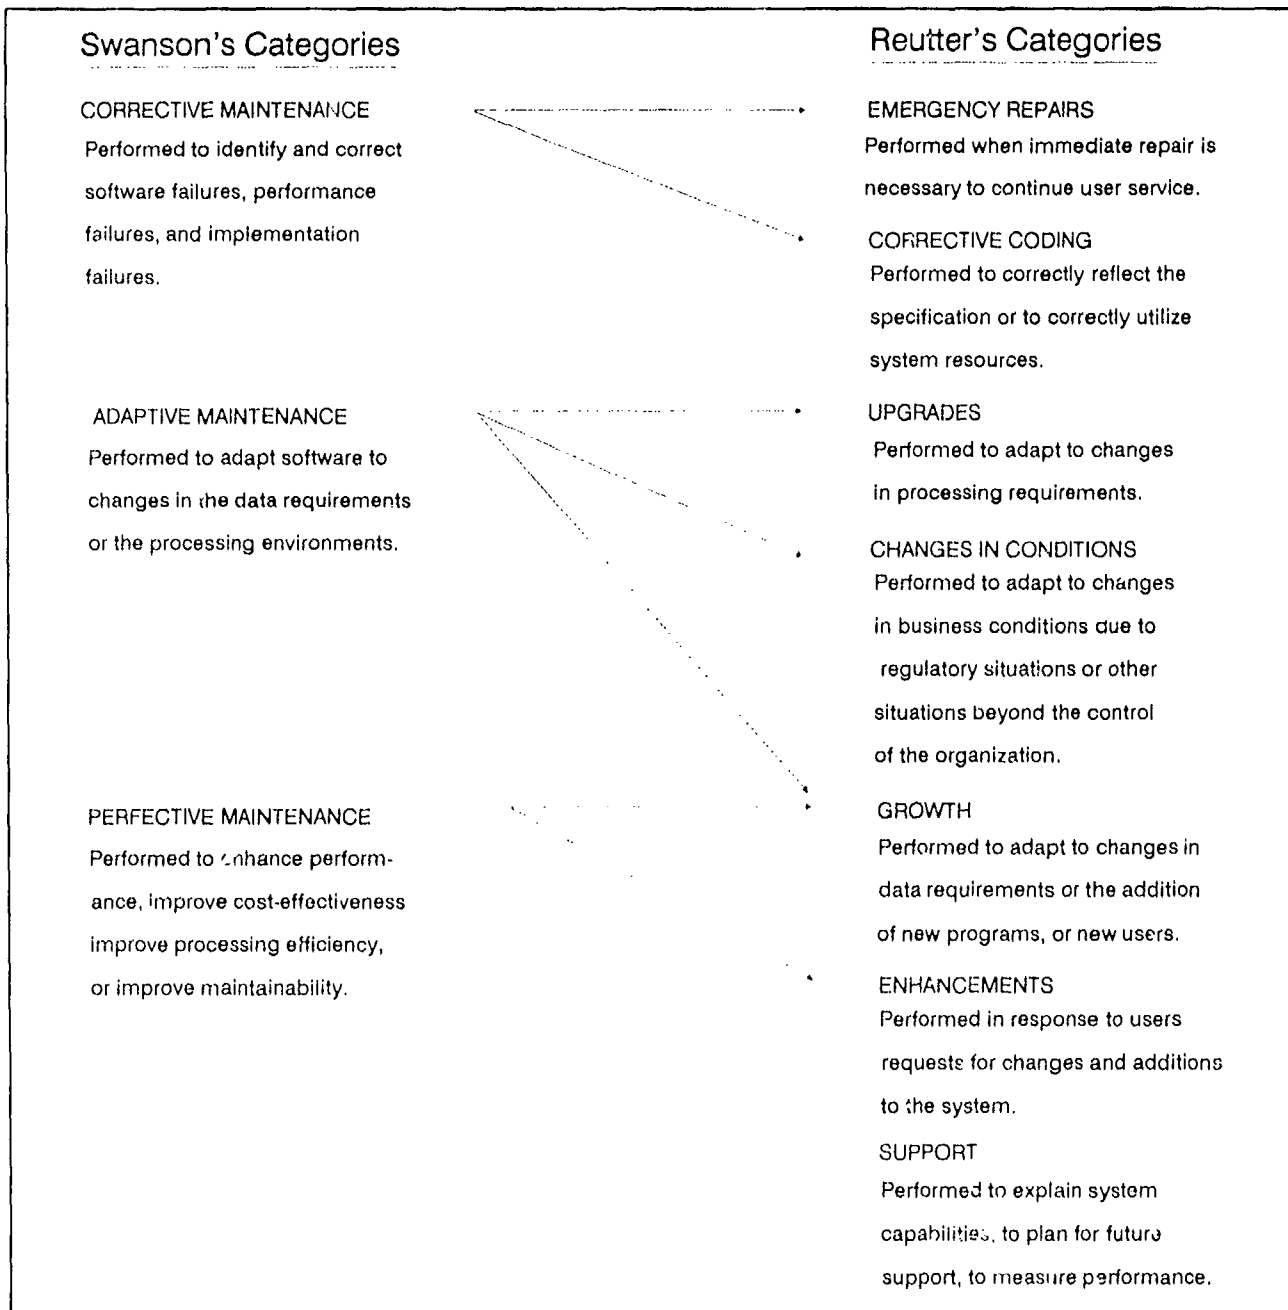 Swanson's Categories
CORRECTIVE MAINTENANCE
Performed to identify and correct
software failures, performance
failures, and implementation
failures.
ADAPTIVE MAINTENANCE
Performed to adapt software to
changes in the data requirements
or the processing environments.
PERFECTIVE MAINTENANCE
Performed to enhance perform-
ance, improve cost-effectiveness
improve processing efficiency,
or improve maintainability.
Reutter's Categories
EMERGENCY REPAIRS
Performed when immediate repair is
necessary to continue user service.
CORRECTIVE CODING
Performed to correctly reflect the
specification or to correctly utilize
system resources.
UPGRADES
Performed to adapt to changes
in processing requirements.
CHANGES IN CONDITIONS
Performed to adapt to changes
in business conditions due to
regulatory situations or other
situations beyond the control
of the organization.
GROWTH
Performed to adapt to changes in
data requirements or the addition
of new programs, or new users.
ENHANCEMENTS
Performed in response to users
requests for changes and additions
to the system.
SUPPORT
Performed to explain system
capabilities, to plan for future
support, to measure performance.